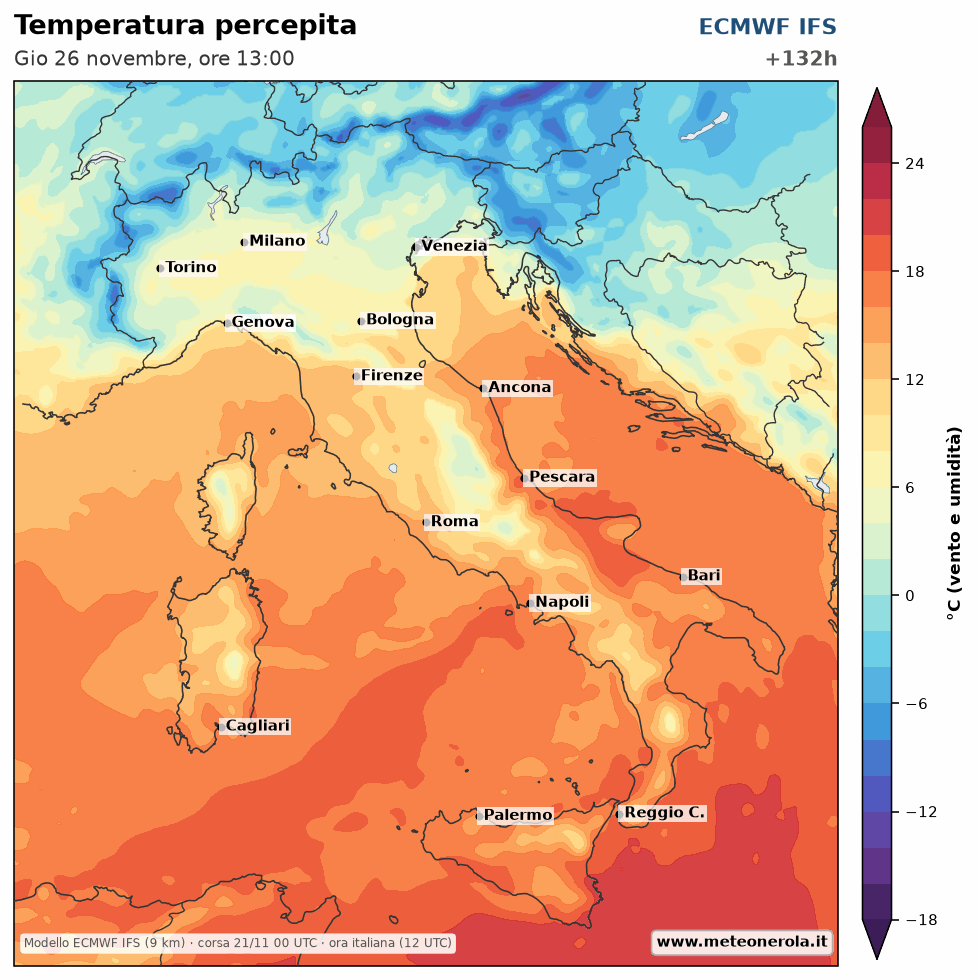 Temperatura percepita
ECMWF IFS
Gio 26 novembre, ore 13:00
+132h
Milano
Venezia
Torino
Genova
Bologna
Firenze
Ancona
Pescara
Roma
Bari
Napoli
Cagliari
Palermo
Reggio C.
24
18
12
6
0
−6
−12
−18
°C (vento e umidità)
Modello ECMWF IFS (9 km) · corsa 21/11 00 UTC · ora italiana (12 UTC)
www.meteonerola.it